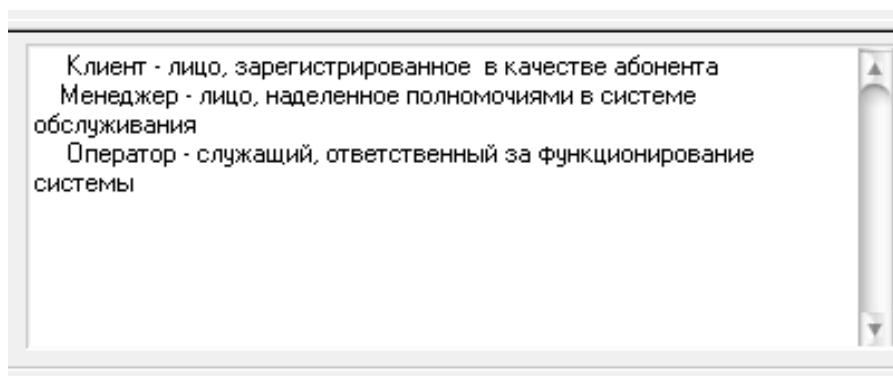 Клиент - лицо, зарегистрированное в качестве абонента
Менеджер - лицо, наделенное полномочиями в системе
обслуживания
Оператор - служащий, ответственный за функционирование
системы